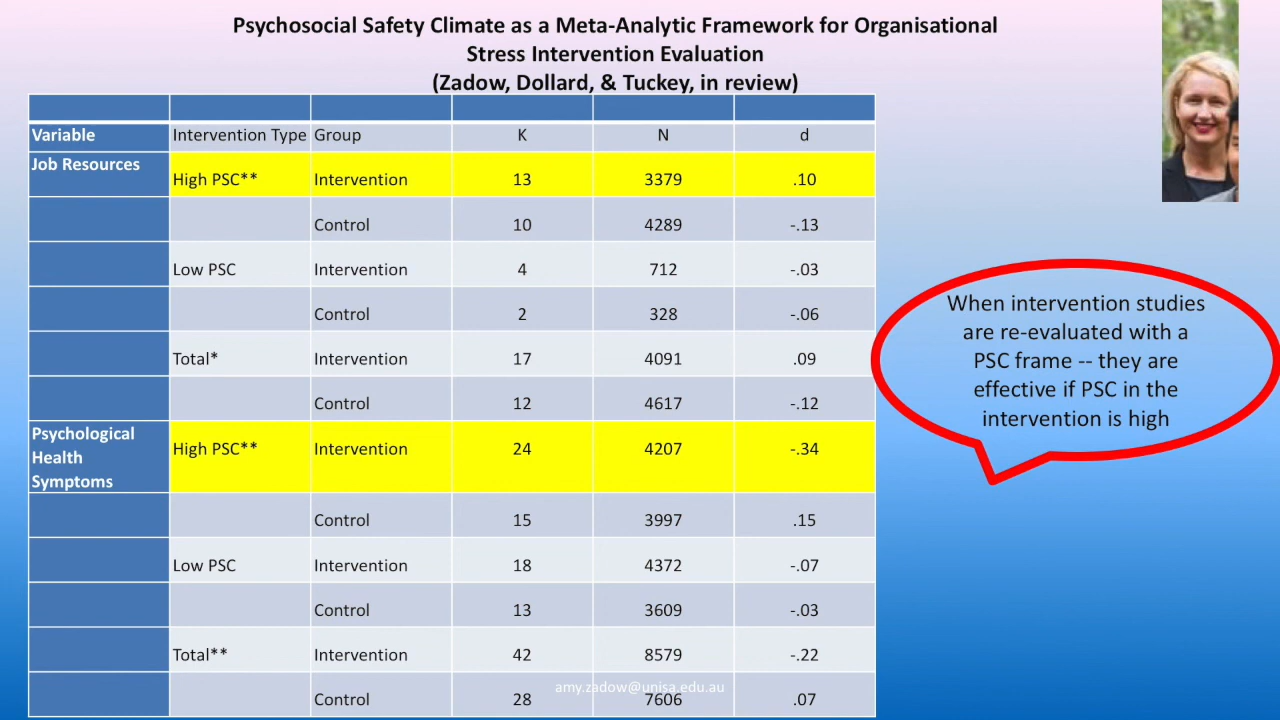 Psychosocial Safety Climate as a Meta-Analytic Framework for Organisational
Stress Intervention Evaluation
(Zadow, Dollard, & Tuckey, in review)
Variable Intervention Type Group K N d
Job Resources High PSC** Intervention 13 3379 .10
Control 10 4289 -.13
Low PSC Intervention 4 712 -.03
Control 2 328 -.06
Total* Intervention 17 4091 .09
Control 12 4617 -.12
Psychological
Health
Symptoms
High PSC** Intervention 24 4207 -.34
Control 15 3997 .15
Low PSC Intervention 18 4372 -.07
Control 13 3609 -.03
Total** Intervention 42 8579 -.22
Control 28 7606 .07
amy.zadow@unisa.edu.au
When intervention studies
are re-evaluated with a
PSC frame -- they are
effective if PSC in the
intervention is high